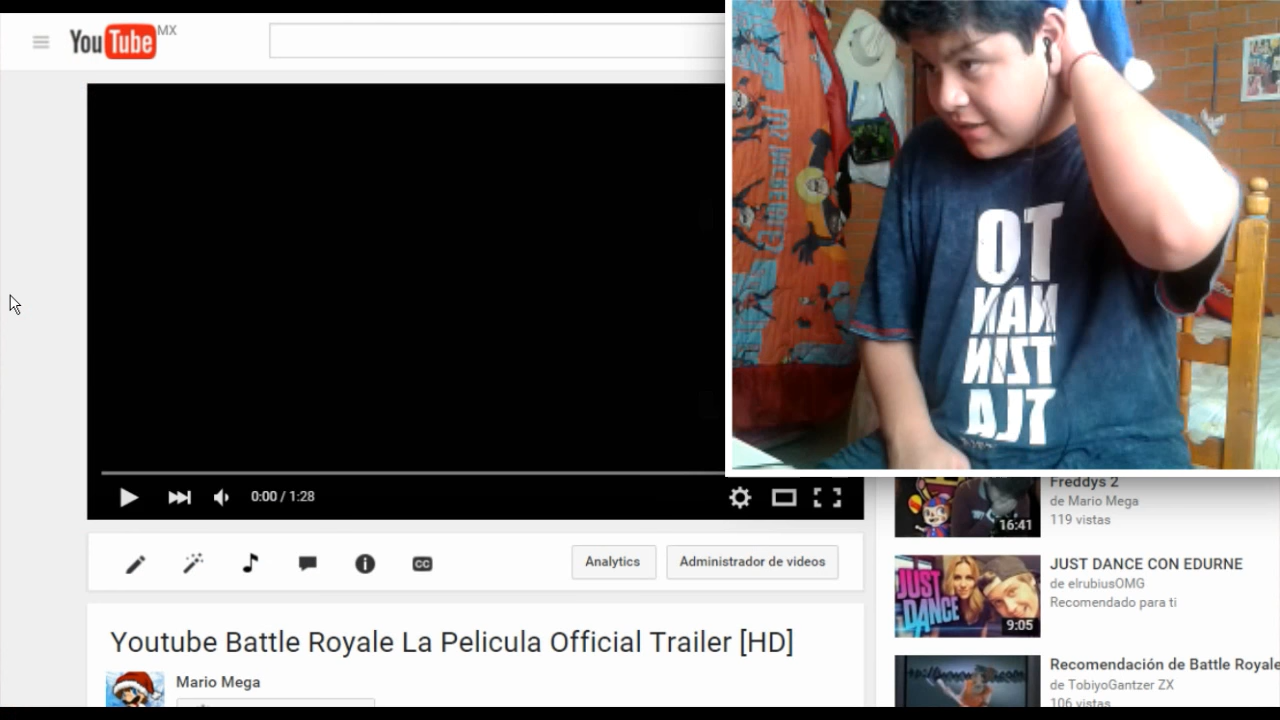 YouTube MX
TO
NAN
TZIN
TLA
0:00 / 1:28
Analytics
Administrador de videos
Youtube Battle Royale La Pelicula Official Trailer [HD]
Mario Mega
Freddys 2
de Mario Mega
119 vistas
16:41
JUST DANCE CON EDURNE
de elrubiusOMG
Recomendado para ti
JUST
DANCE
9:05
Recomendación de Battle Royale
de TobiyoGantzer ZX
106 vistas